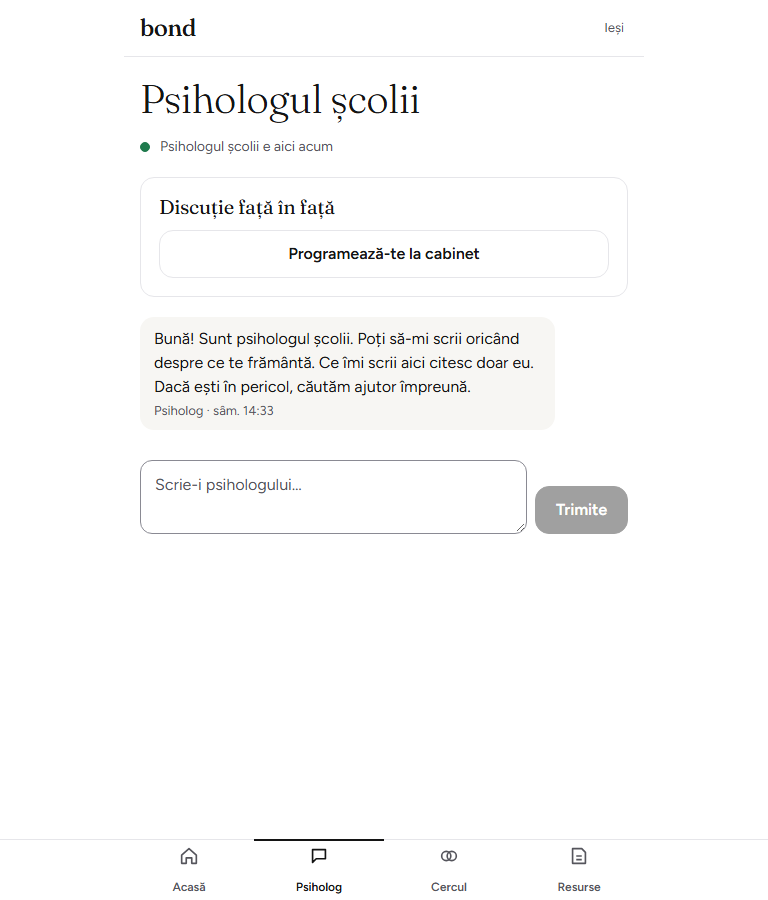 bond
Ieși
Psihologul școlii
Psihologul școlii e aici acum
Discuție față în față
Programează-te la cabinet
Bună! Sunt psihologul școlii. Poți să-mi scrii oricând
despre ce te frământă. Ce îmi scrii aici citesc doar eu.
Dacă ești în pericol, căutăm ajutor împreună.
Psiholog · sâm. 14:33
Scrie-i psihologului...
Trimite
Acasă
Psiholog
Cercul
Resurse